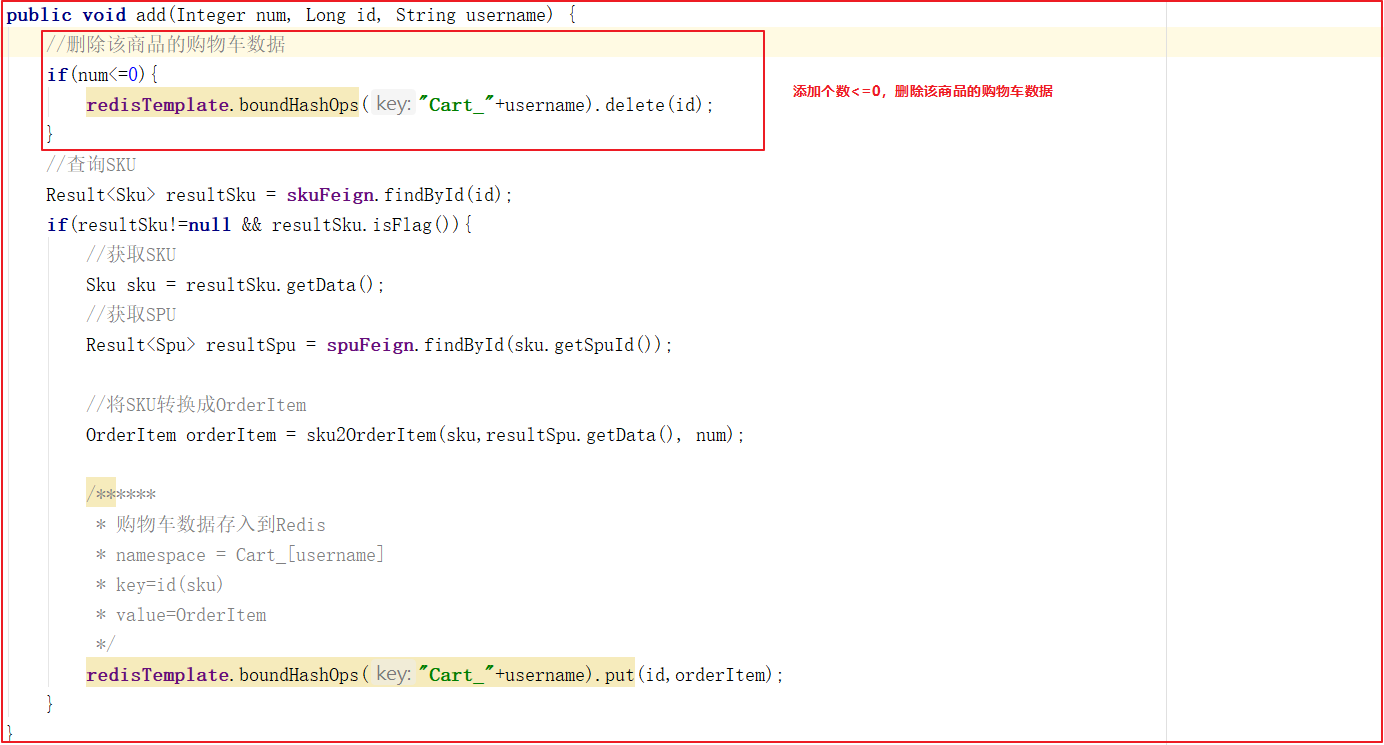 public void add(Integer num, Long id, String username) {
//删除该商品的购物车数据
if(num<=0){
redisTemplate.boundHashOps( key: "Cart_"+username).delete(id);
}
添加个数<=0，删除该商品的购物车数据
//查询SKU
Result<Sku> resultSku = skuFeign.findById(id);
if(resultSku!=null && resultSku.isFlag()){
//获取SKU
Sku sku = resultSku.getData();
//获取SPU
Result<Spu> resultSpu = spuFeign.findById(sku.getSpuId());
//将SKU转换成OrderItem
OrderItem orderItem = sku2OrderItem(sku,resultSpu.getData(), num);
/******
* 购物车数据存入到Redis
* namespace = Cart_[username]
* key=id(sku)
* value=OrderItem
*/
redisTemplate.boundHashOps( key: "Cart_"+username).put(id,orderItem);
}
}